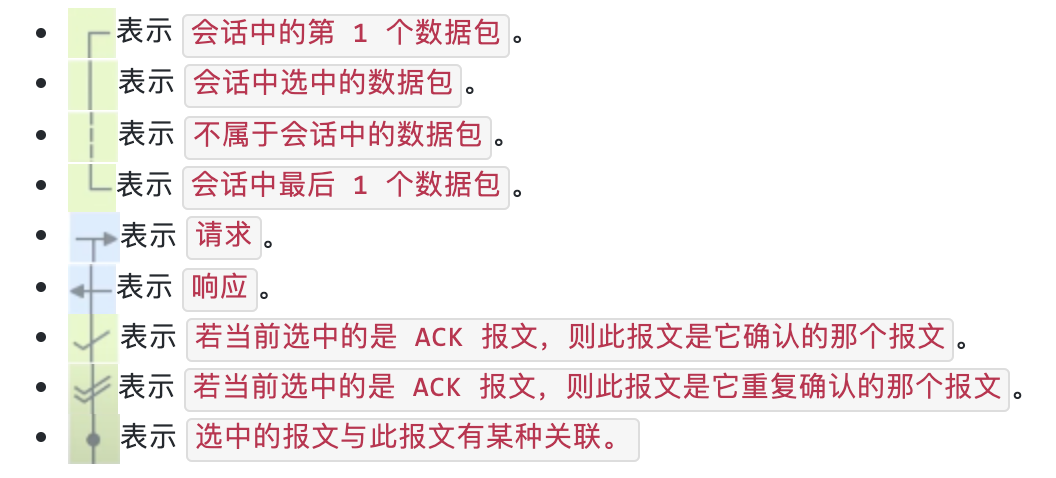 表示 会话中的第 1 个数据包。
表示 会话中选中的数据包。
表示 不属于会话中的数据包。
表示 会话中最后 1 个数据包。
表示 请求。
表示 响应。
表示 若当前选中的是 ACK 报文，则此报文是它确认的那个报文。
表示 若当前选中的是 ACK 报文，则此报文是它重复确认的那个报文。
表示 选中的报文与此报文有某种关联。